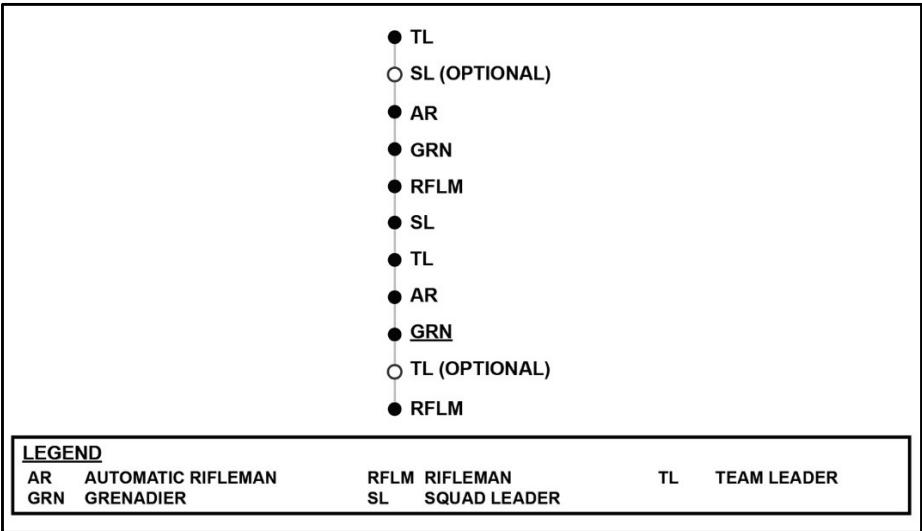 TL
SL (OPTIONAL)
AR
GRN
RFLM
SL
TL
AR
GRN
TL (OPTIONAL)
RFLM
LEGEND
AR AUTOMATIC RIFLEMAN RFLM RIFLEMAN TL TEAM LEADER
GRN GRENADIER SL SQUAD LEADER